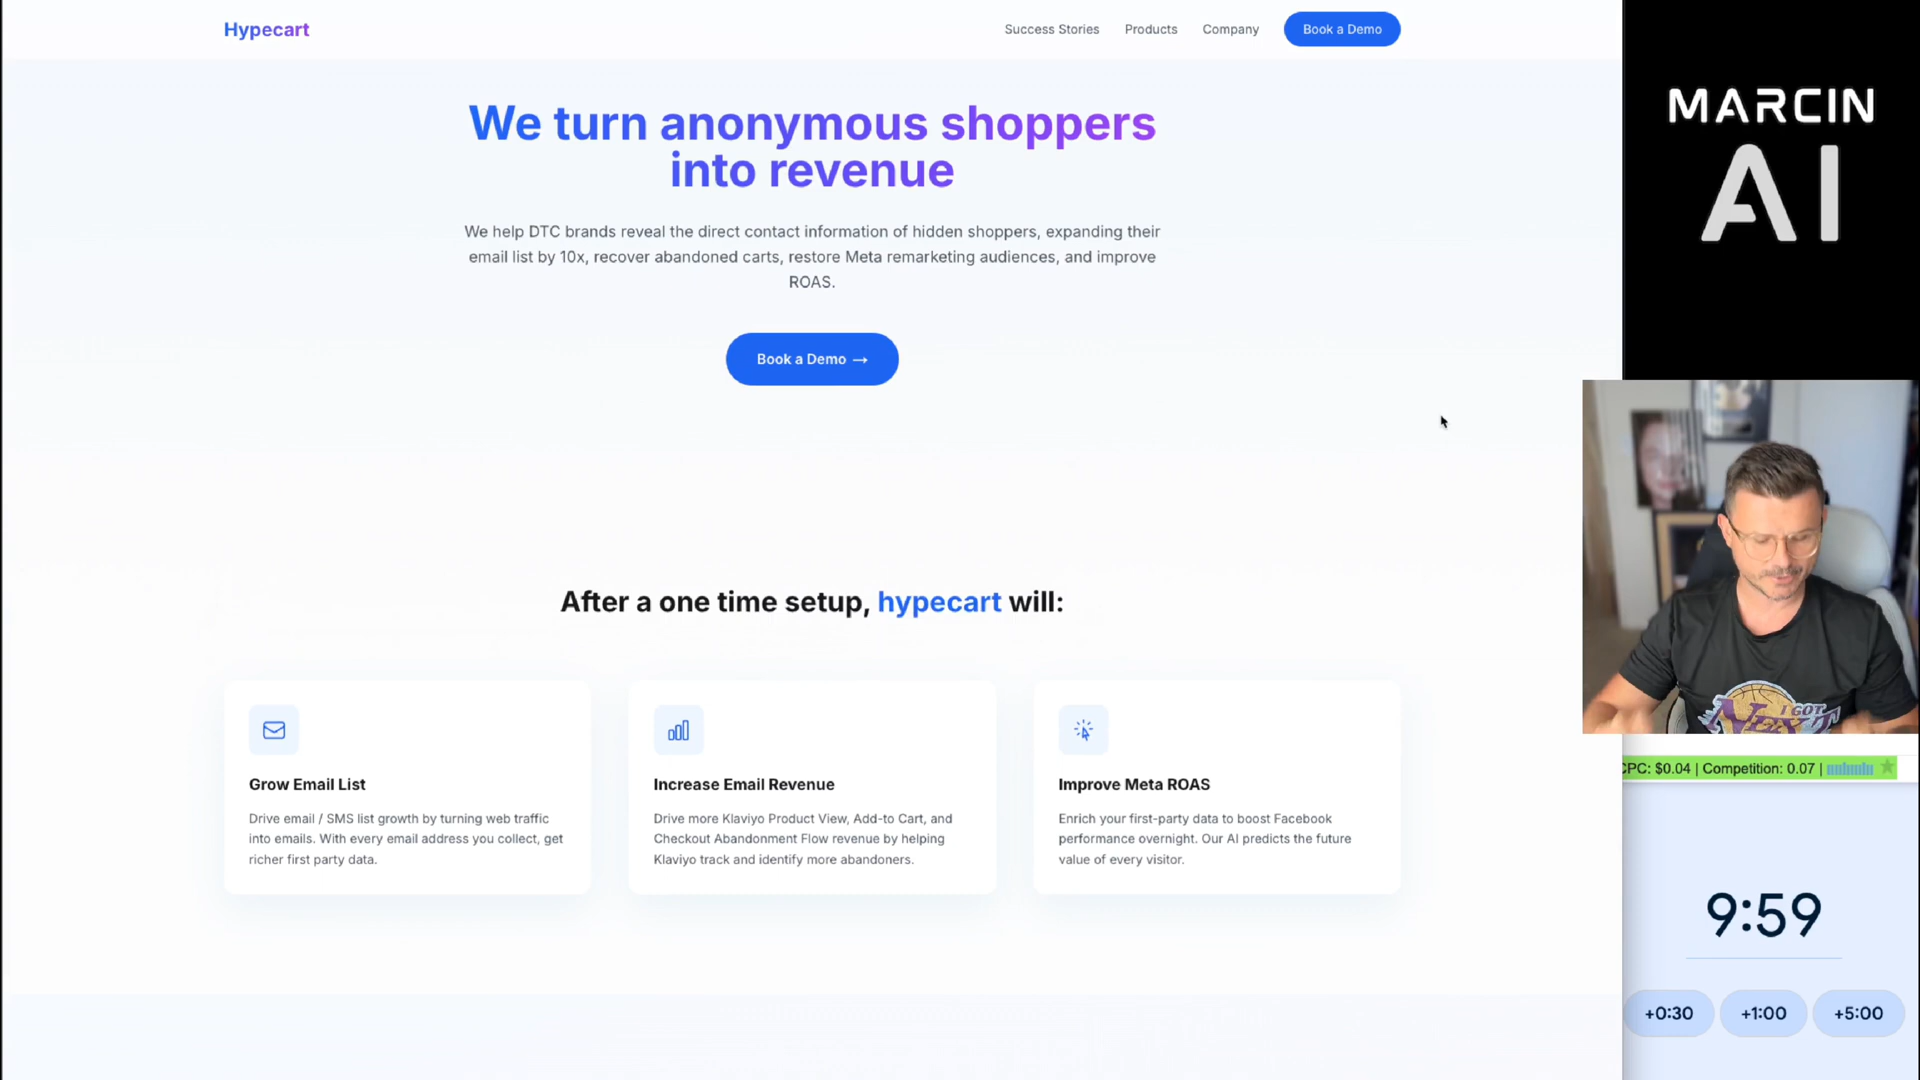 Hypecart
Success Stories
Products
Company
Book a Demo
We turn anonymous shoppers
into revenue
We help DTC brands reveal the direct contact information of hidden shoppers, expanding their
email list by 10x, recover abandoned carts, restore Meta remarketing audiences, and improve
ROAS.
Book a Demo →
After a one time setup, hypecart will:
Grow Email List
Drive email / SMS list growth by turning web traffic
into emails. With every email address you collect, get
richer first party data.
Increase Email Revenue
Drive more Klaviyo Product View, Add-to Cart, and
Checkout Abandonment Flow revenue by helping
Klaviyo track and identify more abandoners.
Improve Meta ROAS
Enrich your first-party data to boost Facebook
performance overnight. Our AI predicts the future
value of every visitor.
MARCIN
AI
I GOT
NEXT
CPC: $0.04 | Competition: 0.07 |
9:59
+0:30
+1:00
+5:00